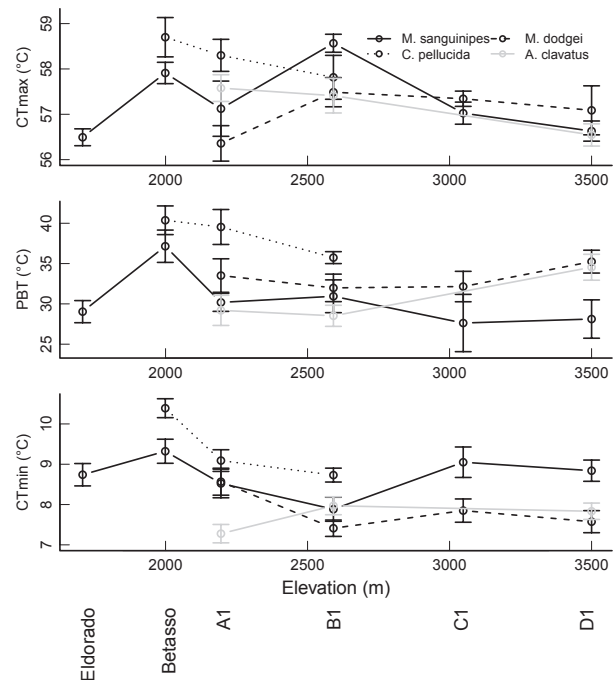 M. sanguinipes
M. dodgei
C. pellucida
A. clavatus
CTmax (°C)
59
58
57
56
2000
2500
3000
3500
PBT (°C)
40
35
30
25
2000
2500
3000
3500
CTmin (°C)
10
9
8
7
2000
2500
3000
3500
Elevation (m)
Eldorado
Betasso
A1
B1
C1
D1